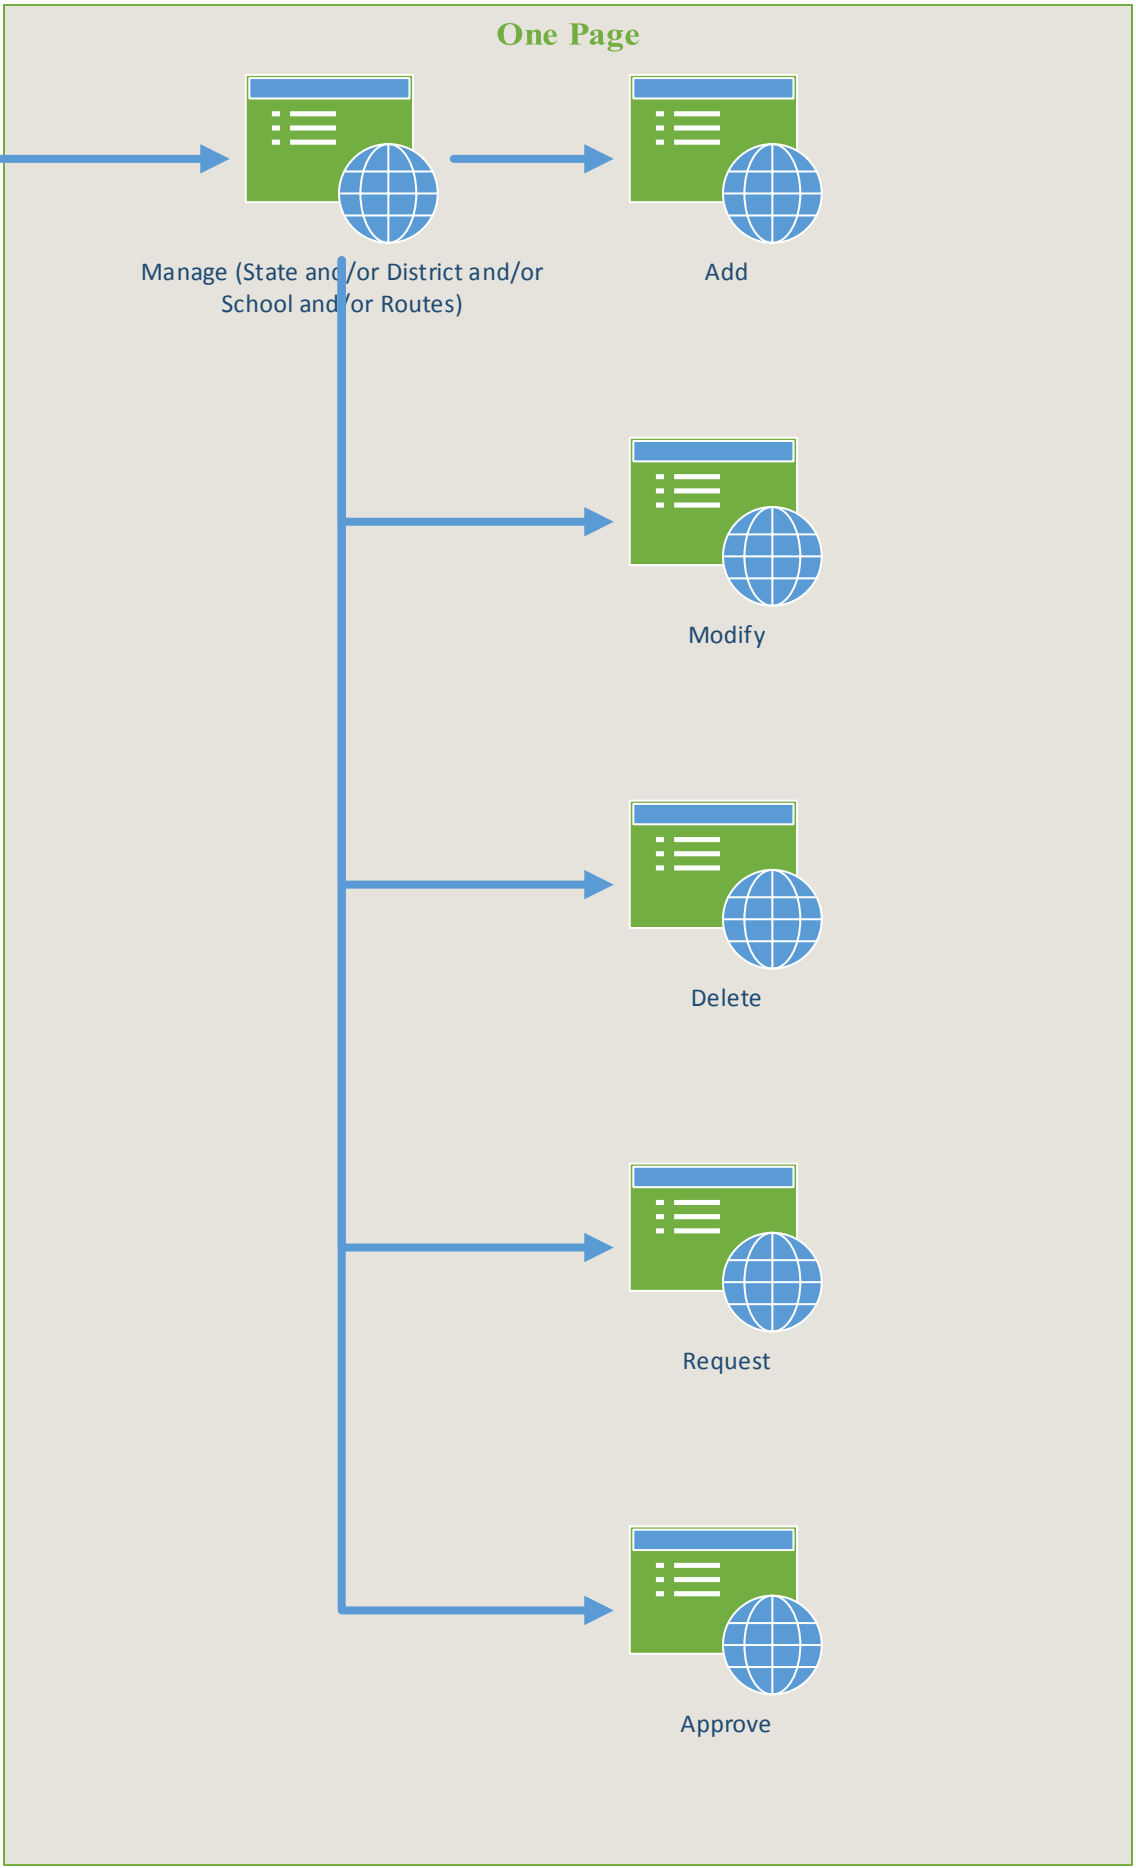 One Page
Manage (State and/or District and/or
School and/or Routes)
Add
Modify
Delete
Request
Approve